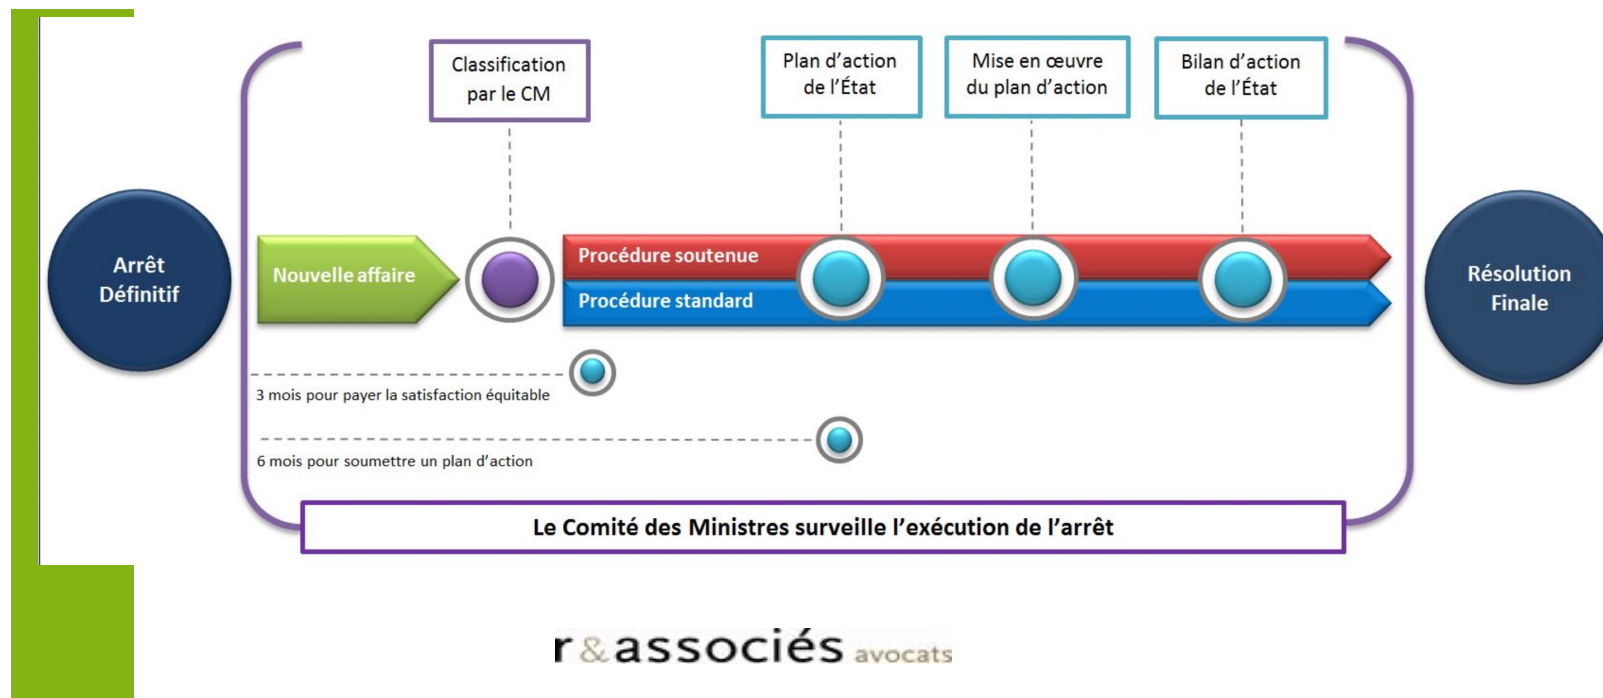 Classification
par le CM
Plan d’action
de l’État
Mise en œuvre
du plan d’action
Bilan d’action
de l’État
Arrêt
Définitif
Nouvelle affaire
Procédure soutenue
Procédure standard
Résolution
Finale
3 mois pour payer la satisfaction équitable
6 mois pour soumettre un plan d’action
Le Comité des Ministres surveille l’exécution de l’arrêt
r & associés avocats